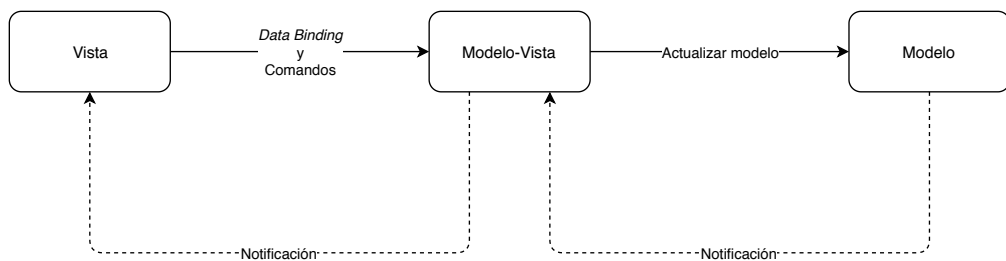 Vista
Data Binding
y
Comandos
Modelo-Vista
Actualizar modelo
Modelo
Notificación
Notificación